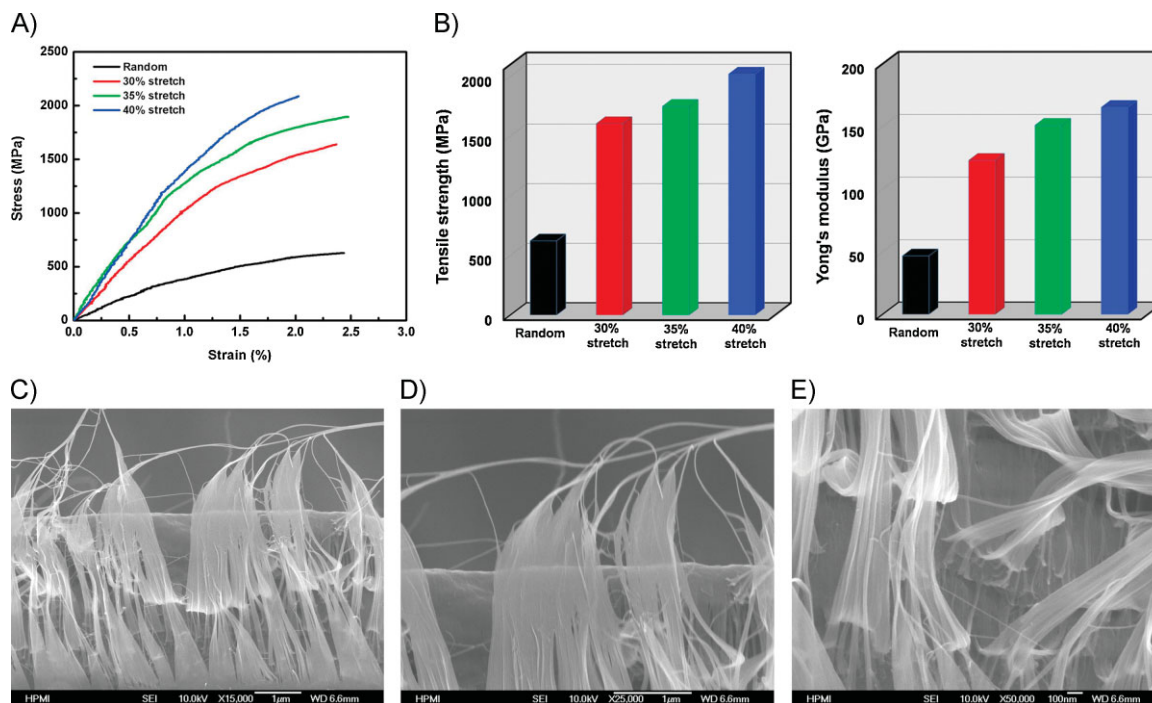 A)
2500
2000
1500
1000
500
0
Stress (MPa)
Random
30% stretch
35% stretch
40% stretch
0.0 0.5 1.0 1.5 2.0 2.5 3.0
Strain (%)
B)
Tensile strength (MPa)
2000
1500
1000
500
0
Random
30% stretch
35% stretch
40% stretch
Yong's modulus (GPa)
200
150
100
50
0
Random
30% stretch
35% stretch
40% stretch
C)
HPMI SEI 10.0kV X15,000 1μm WD 6.6mm
D)
HPMI SEI 10.0kV X25,000 1μm WD 6.6mm
E)
HPMI SEI 10.0kV X50,000 100nm WD 6.6mm